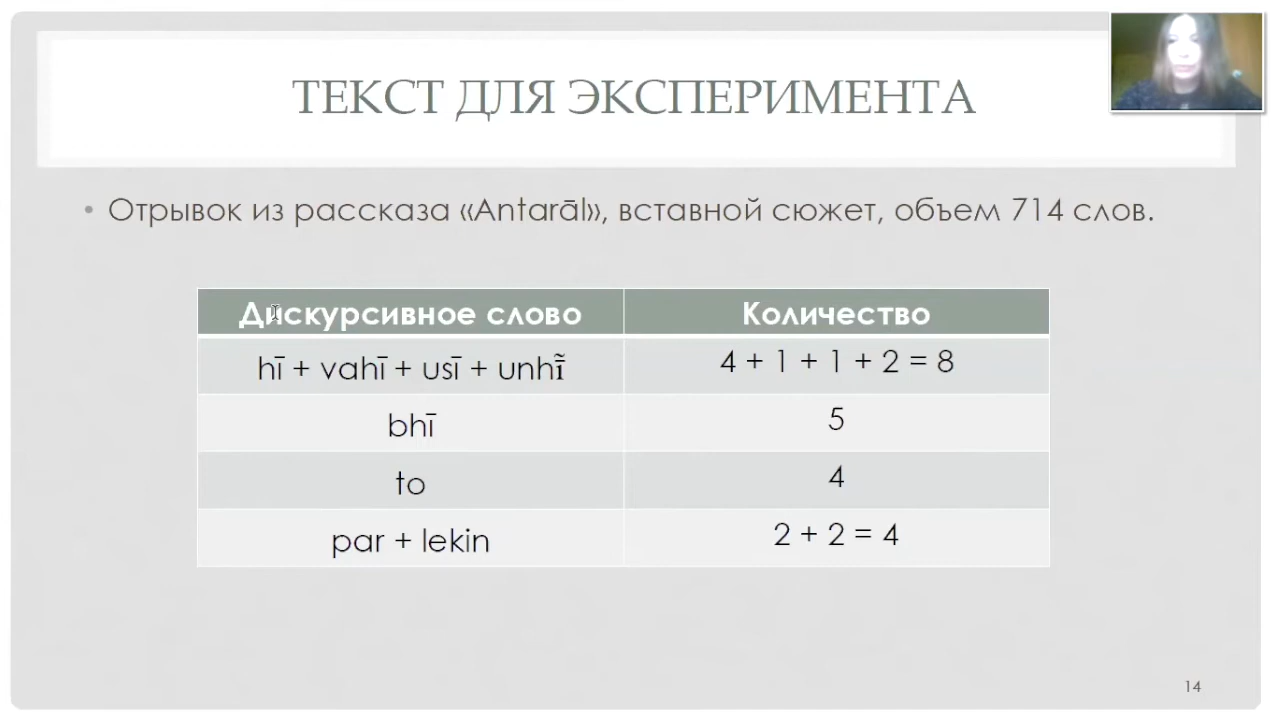 ТЕКСТ ДЛЯ ЭКСПЕРИМЕНТА
• Отрывок из рассказа «Antarāl», вставной сюжет, объем 714 слов.
Дискурсивное слово Количество
hī + vahī + usī + unhī̃ 4 + 1 + 1 + 2 = 8
bhī 5
to 4
par + lekin 2 + 2 = 4
14